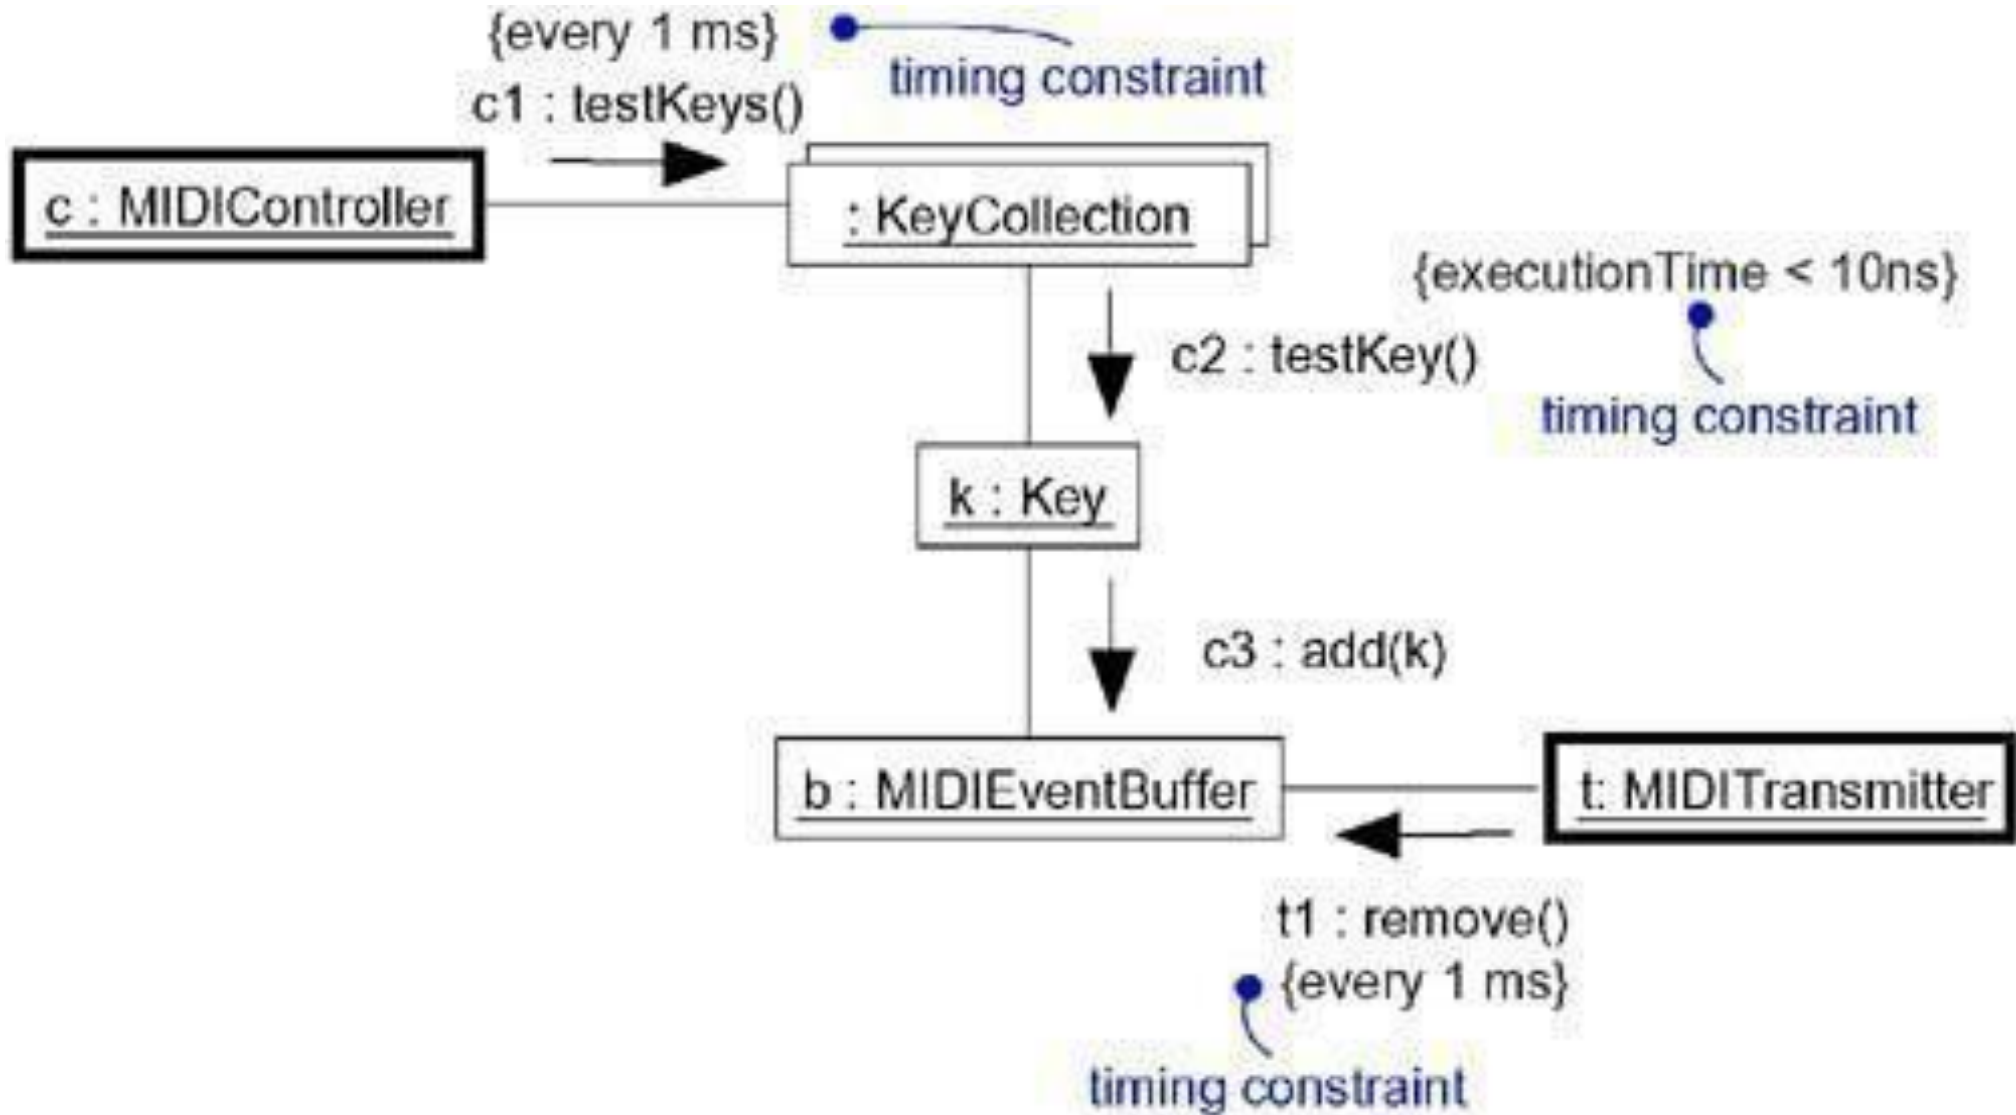 {every 1 ms}
timing constraint
c1 : testKeys()
c : MIDIController
: KeyCollection
{executionTime < 10ns}
c2 : testKey()
timing constraint
k : Key
c3 : add(k)
b : MIDIEventBuffer
t: MIDITransmitter
t1 : remove()
{every 1 ms}
timing constraint